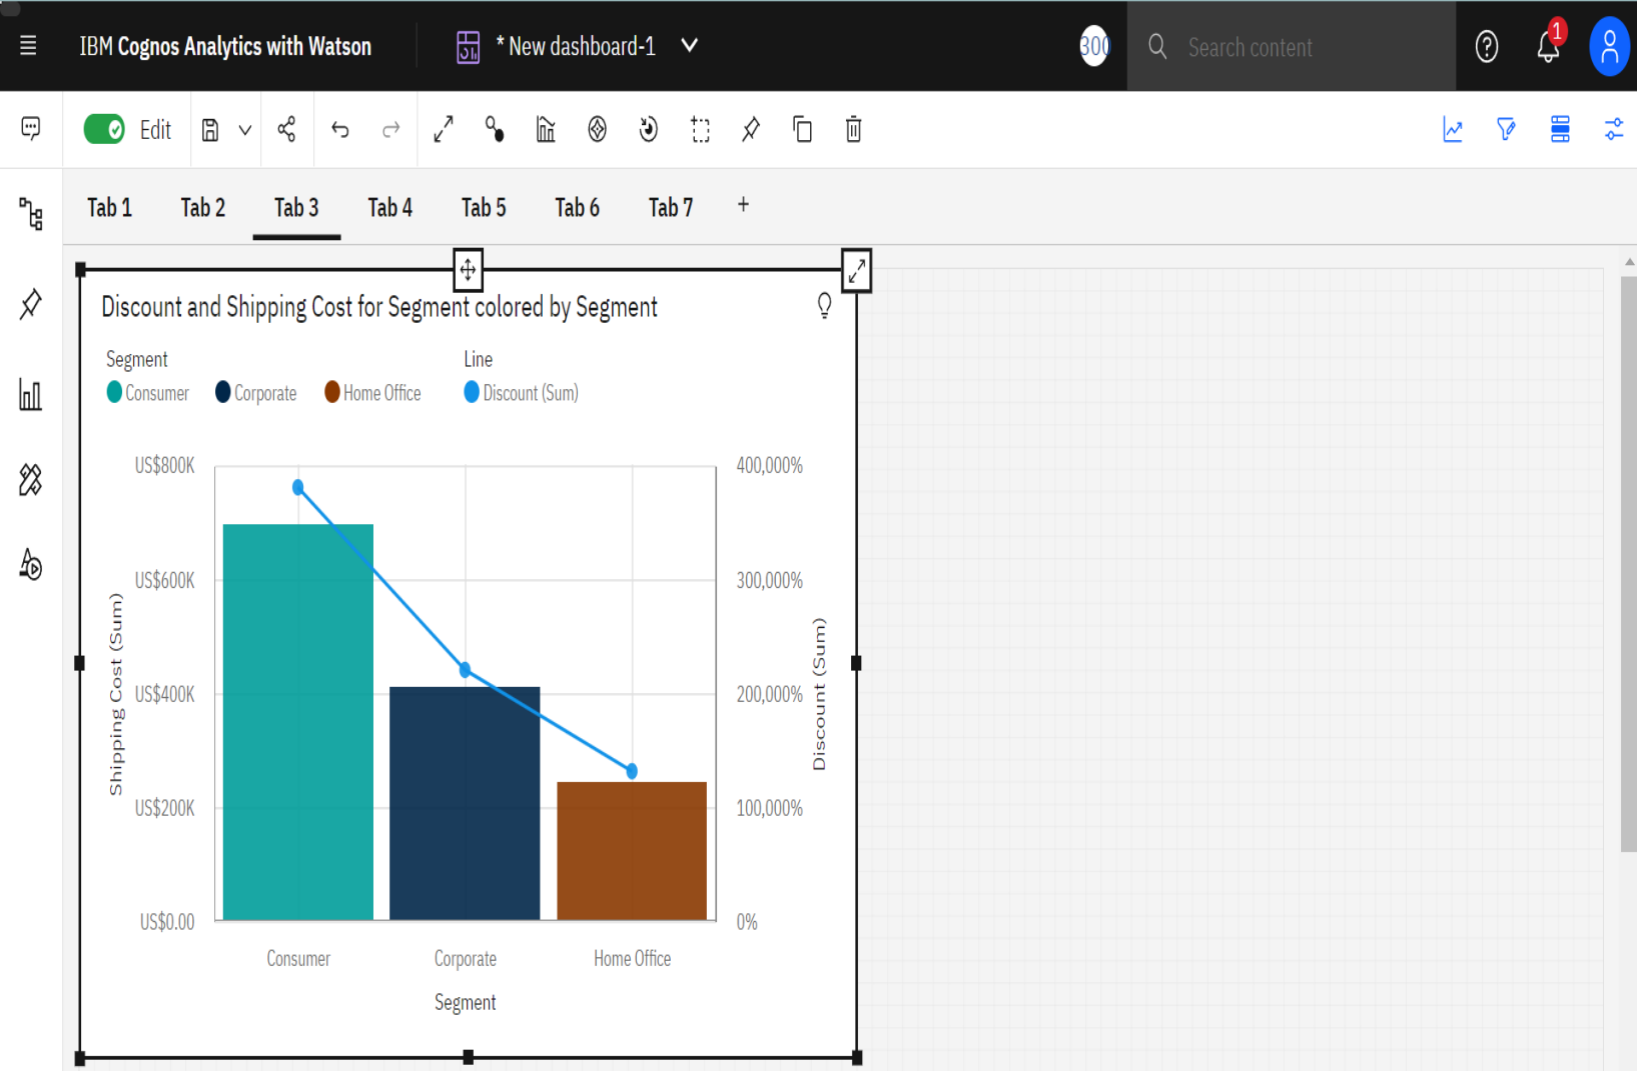 IBM Cognos Analytics with Watson
* New dashboard-1
300
Search content
1
Edit
Tab 1 Tab 2 Tab 3 Tab 4 Tab 5 Tab 6 Tab 7 +
Discount and Shipping Cost for Segment colored by Segment
Segment Line
Consumer Corporate Home Office Discount (Sum)
US$800K 400,000%
US$600K 300,000%
US$400K 200,000%
US$200K 100,000%
US$0.00 0%
Shipping Cost (Sum)
Discount (Sum)
Consumer Corporate Home Office
Segment